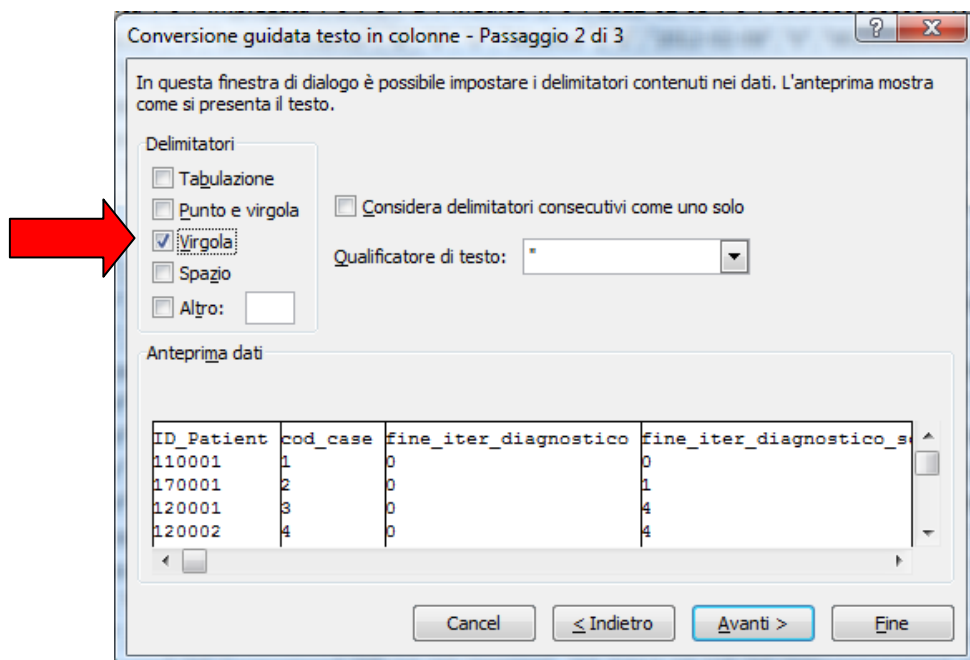 Conversione guidata testo in colonne - Passaggio 2 di 3
In questa finestra di dialogo è possibile impostare i delimitatori contenuti nei dati. L'anteprima mostra
come si presenta il testo.
Delimitatori
Tabulazione
Punto e virgola
Considera delimitatori consecutivi come uno solo
Virgola
Qualificatore di testo: "
Spazio
Altro:
Anteprima dati
ID_Patient cod_case fine_iter_diagnostico fine_iter_diagnostico_s
110001 1 0 0
170001 2 0 1
120001 3 0 4
120002 4 0 4
Cancel < Indietro Avanti > Fine